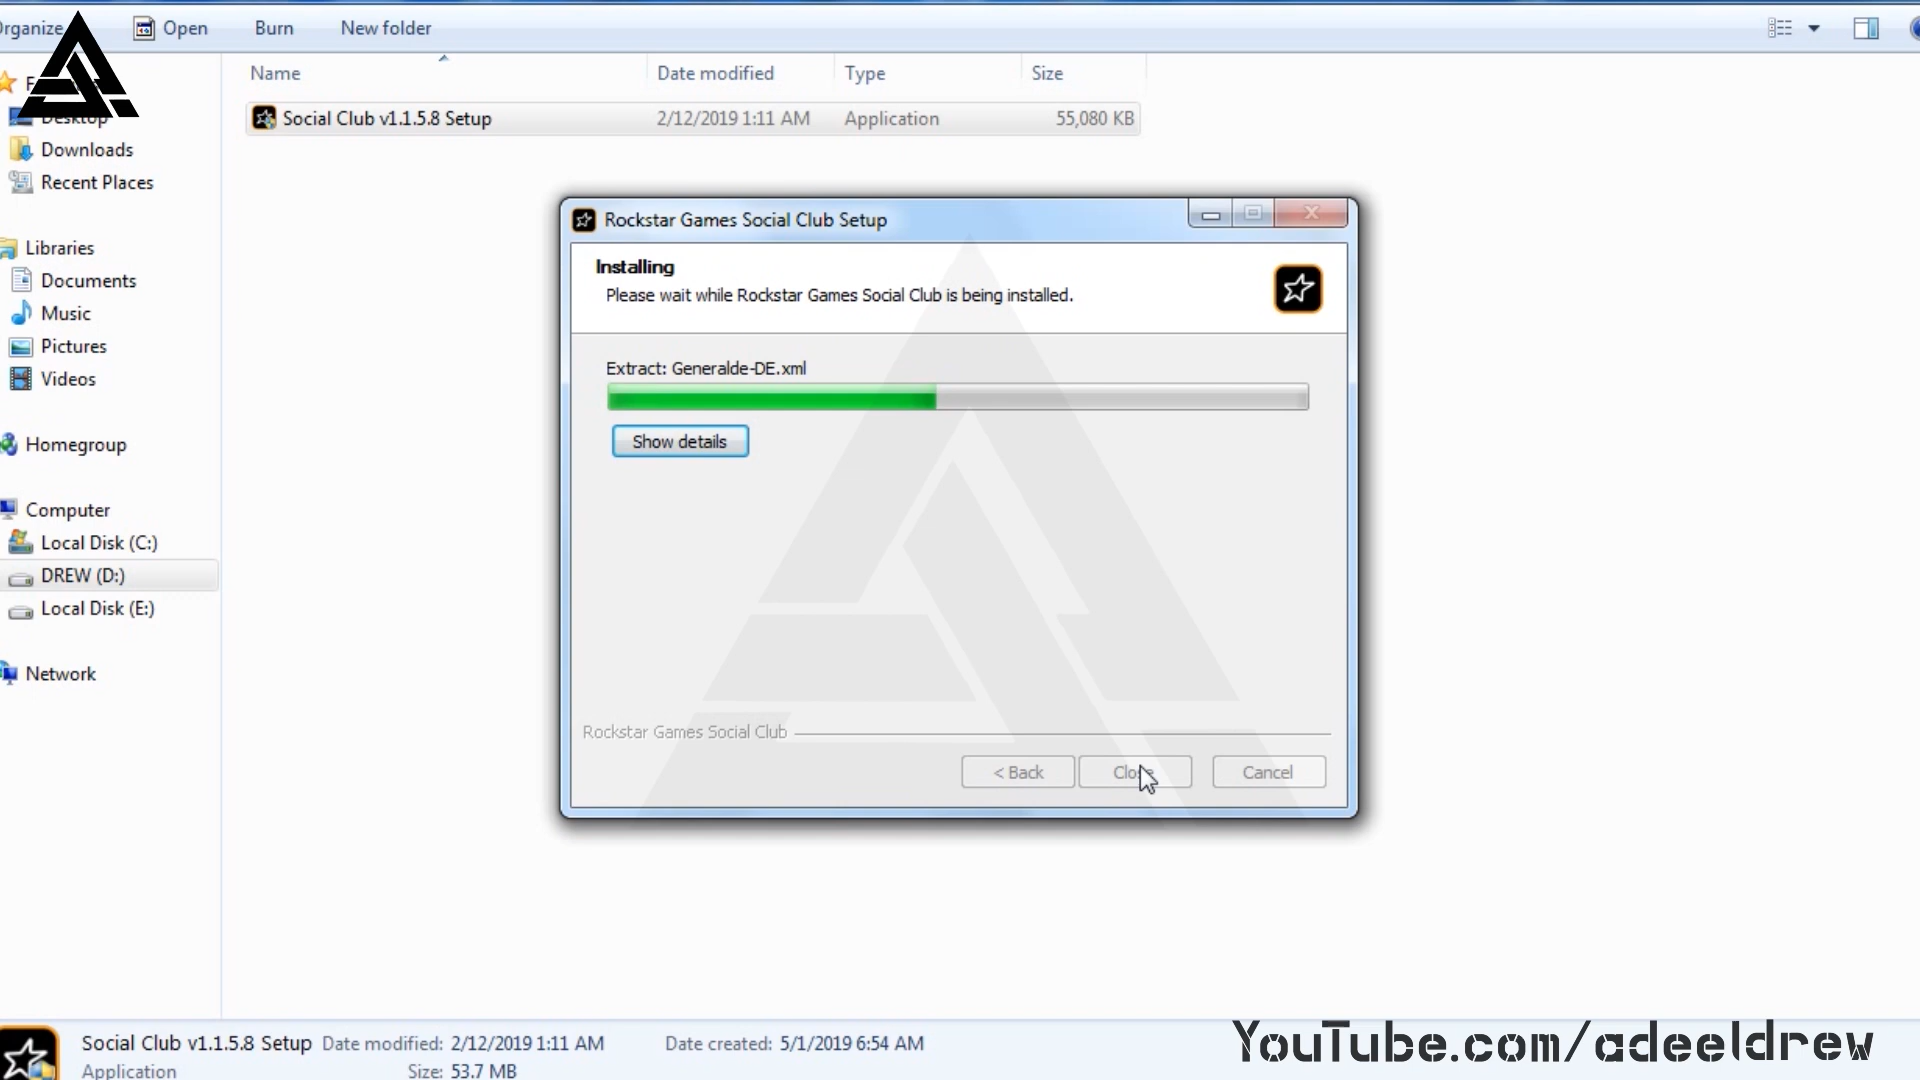 Organize
Open
Burn
New folder
Name
Date modified
Type
Size
Social Club v1.1.5.8 Setup
2/12/2019 1:11 AM
Application
55,080 KB
Desktop
Downloads
Recent Places
Libraries
Documents
Music
Pictures
Videos
Homegroup
Computer
Local Disk (C:)
DREW (D:)
Local Disk (E:)
Network
Rockstar Games Social Club Setup
Installing
Please wait while Rockstar Games Social Club is being installed.
Extract: Generalde-DE.xml
Show details
Rockstar Games Social Club
< Back
Close
Cancel
Social Club v1.1.5.8 Setup Date modified: 2/12/2019 1:11 AM Date created: 5/1/2019 6:54 AM
Application Size: 53.7 MB
YouTube.com/adeeldrew